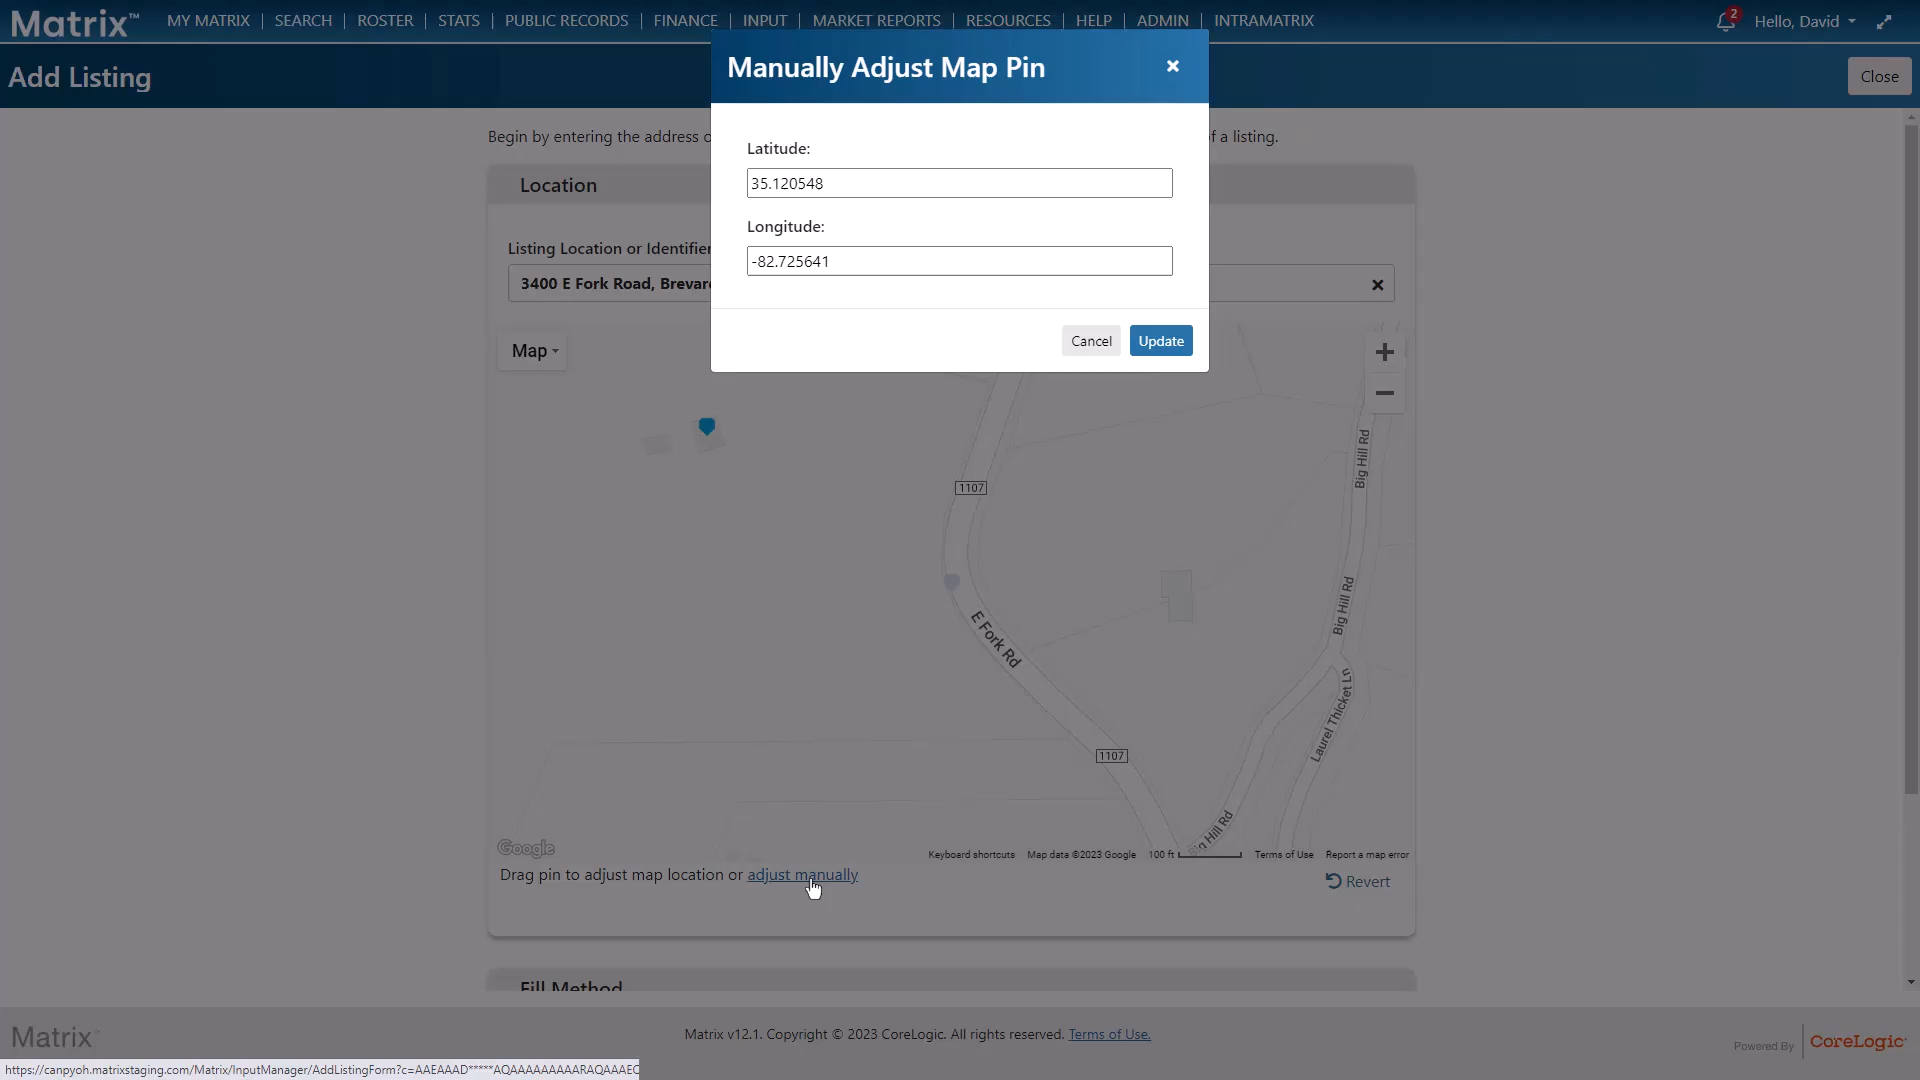 Matrix™ MY MATRIX SEARCH ROSTER STATS PUBLIC RECORDS FINANCE INPUT MARKET REPORTS RESOURCES HELP ADMIN INTRAMATRIX 2 Hello, David
Add Listing
Close
Manually Adjust Map Pin
Latitude:
35.120548
Longitude:
-82.725641
Cancel Update
Begin by entering the address o
f a listing.
Location
Listing Location or Identifier
3400 E Fork Road, Brevard
Map
1107
E Fork Rd
1107
Big Hill Rd
Big Hill Rd
Laurel Thicket Ln
Big Hill Rd
Google
Keyboard shortcuts Map data ©2023 Google 100 ft Terms of Use Report a map error
Drag pin to adjust map location or adjust manually
Revert
Fill Method
Matrix™
Matrix v12.1. Copyright © 2023 CoreLogic. All rights reserved. Terms of Use.
Powered By CoreLogic
https://canpyoh.matrixstaging.com/Matrix/InputManager/AddListingForm?c=AAEAAAD*****AQAAAAAAAAARAQAAAEC